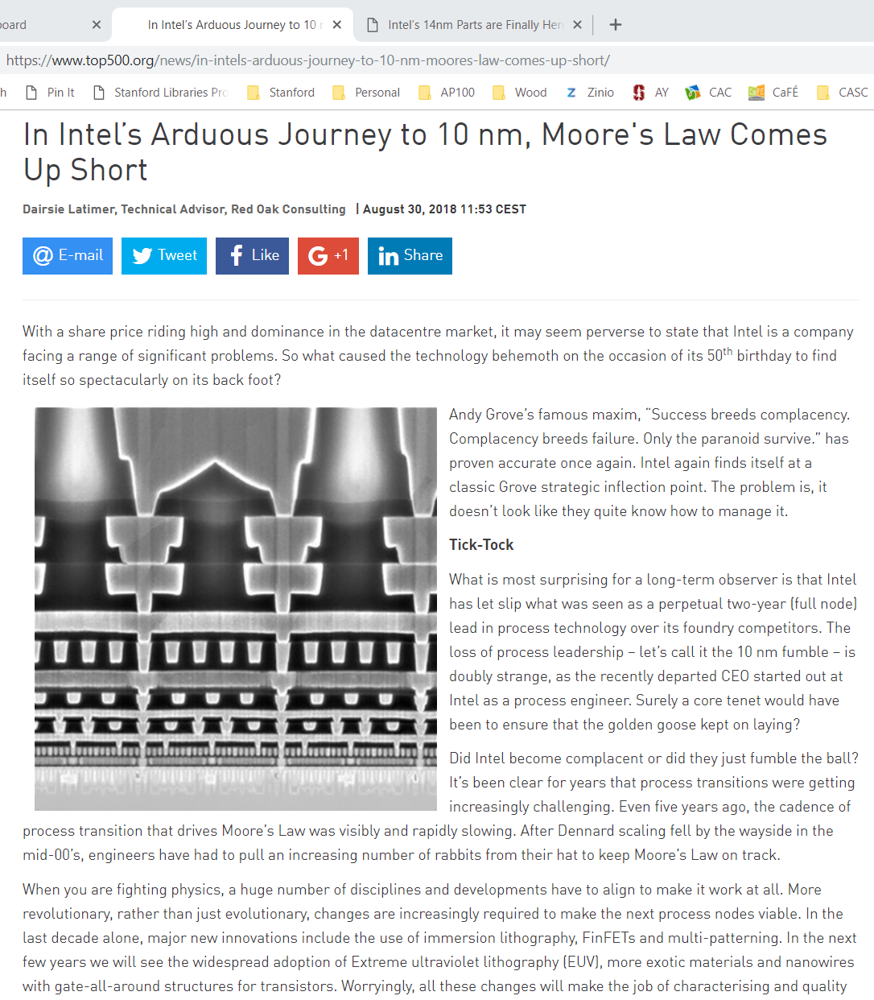 oard
In Intel's Arduous Journey to 10
Intel's 14nm Parts are Finally Her
https://www.top500.org/news/in-intels-arduous-journey-to-10-nm-moores-law-comes-up-short/
h Pin It Stanford Libraries Pro Stanford Personal AP100 Wood Z Zinio S AY CAC CaFÉ CASC
In Intel's Arduous Journey to 10 nm, Moore's Law Comes
Up Short
Dairsie Latimer, Technical Advisor, Red Oak Consulting | August 30, 2018 11:53 CEST
@ E-mail Tweet f Like G +1 in Share
With a share price riding high and dominance in the datacentre market, it may seem perverse to state that Intel is a company
facing a range of significant problems. So what caused the technology behemoth on the occasion of its 50th birthday to find
itself so spectacularly on its back foot?
Andy Grove's famous maxim, “Success breeds complacency.
Complacency breeds failure. Only the paranoid survive.” has
proven accurate once again. Intel again finds itself at a
classic Grove strategic inflection point. The problem is, it
doesn't look like they quite know how to manage it.
Tick-Tock
What is most surprising for a long-term observer is that Intel
has let slip what was seen as a perpetual two-year (full node)
lead in process technology over its foundry competitors. The
loss of process leadership – let's call it the 10 nm fumble – is
doubly strange, as the recently departed CEO started out at
Intel as a process engineer. Surely a core tenet would have
been to ensure that the golden goose kept on laying?
Did Intel become complacent or did they just fumble the ball?
It's been clear for years that process transitions were getting
increasingly challenging. Even five years ago, the cadence of
process transition that drives Moore's Law was visibly and rapidly slowing. After Dennard scaling fell by the wayside in the
mid-00's, engineers have had to pull an increasing number of rabbits from their hat to keep Moore's Law on track.
When you are fighting physics, a huge number of disciplines and developments have to align to make it work at all. More
revolutionary, rather than just evolutionary, changes are increasingly required to make the next process nodes viable. In the
last decade alone, major new innovations include the use of immersion lithography, FinFETs and multi-patterning. In the next
few years we will see the widespread adoption of Extreme ultraviolet lithography (EUV), more exotic materials and nanowires
with gate-all-around structures for transistors. Worryingly, all these changes will make the job of characterising and quality